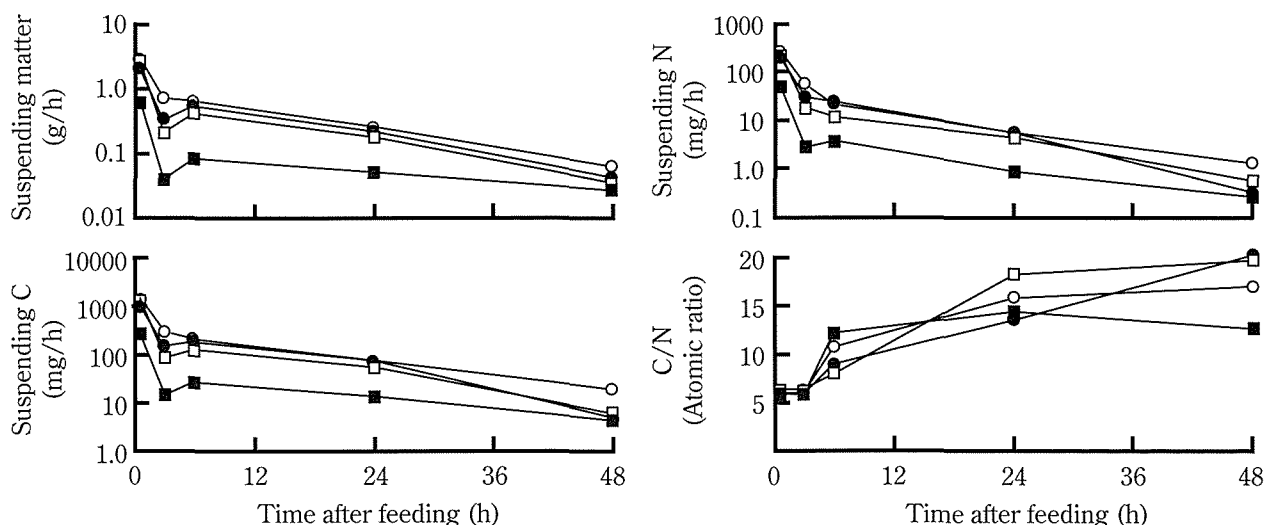 Suspending matter
(g/h)
10
1.0
0.1
0.01
Suspending N
(mg/h)
1000
100
10
1.0
0.1
Suspending C
(mg/h)
10000
1000
100
10
1.0
0
12
24
36
48
Time after feeding (h)
C/N
(Atomic ratio)
20
15
10
5
0
12
24
36
48
Time after feeding (h)